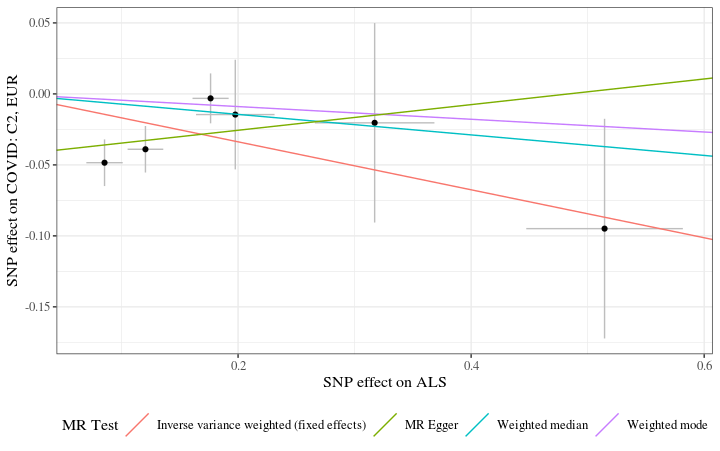 0.05
0.00
-0.05
-0.10
-0.15
SNP effect on COVID: C2, EUR
0.2
0.4
0.6
SNP effect on ALS
MR Test
Inverse variance weighted (fixed effects)
MR Egger
Weighted median
Weighted mode